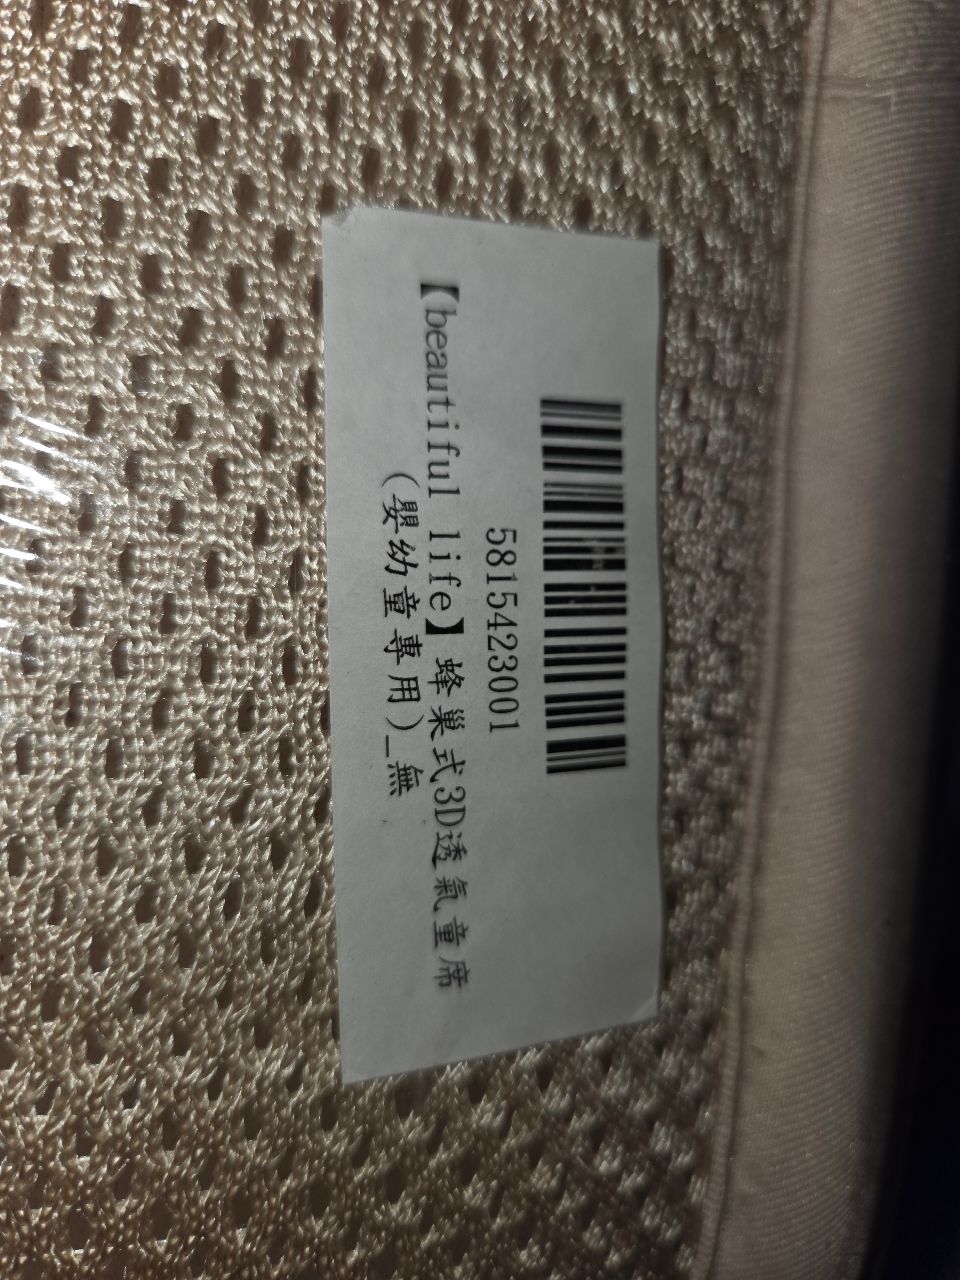 5815423001
【beautiful life】蜂巢式3D透氣童席
(嬰幼童專用)_無